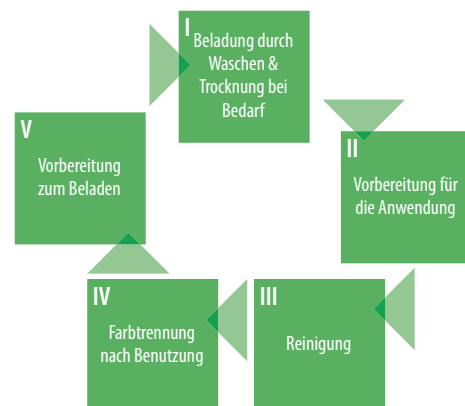 I
Beladung durch
Waschen &
Trocknung bei
Bedarf
II
Vorbereitung für
die Anwendung
III
Reinigung
IV
Farbtrennung
nach Benutzung
V
Vorbereitung
zum Beladen